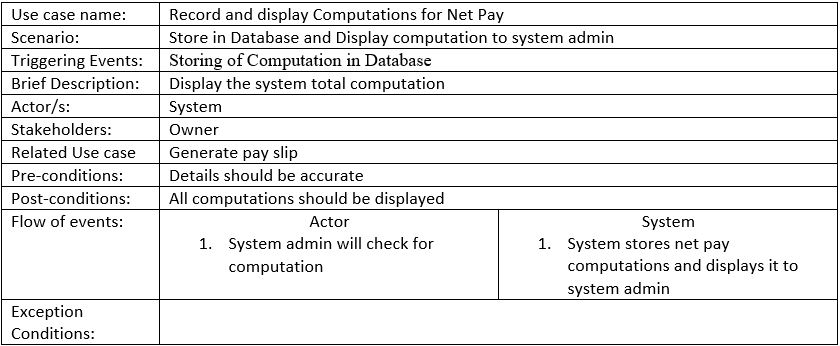 Use case name: Record and display Computations for Net Pay
Scenario: Store in Database and Display computation to system admin
Triggering Events: Storing of Computation in Database
Brief Description: Display the system total computation
Actor/s: System
Stakeholders: Owner
Related Use case Generate pay slip
Pre-conditions: Details should be accurate
Post-conditions: All computations should be displayed
Flow of events: Actor System
1. System admin will check for 1. System stores net pay
computation computations and displays it to
system admin
Exception
Conditions: